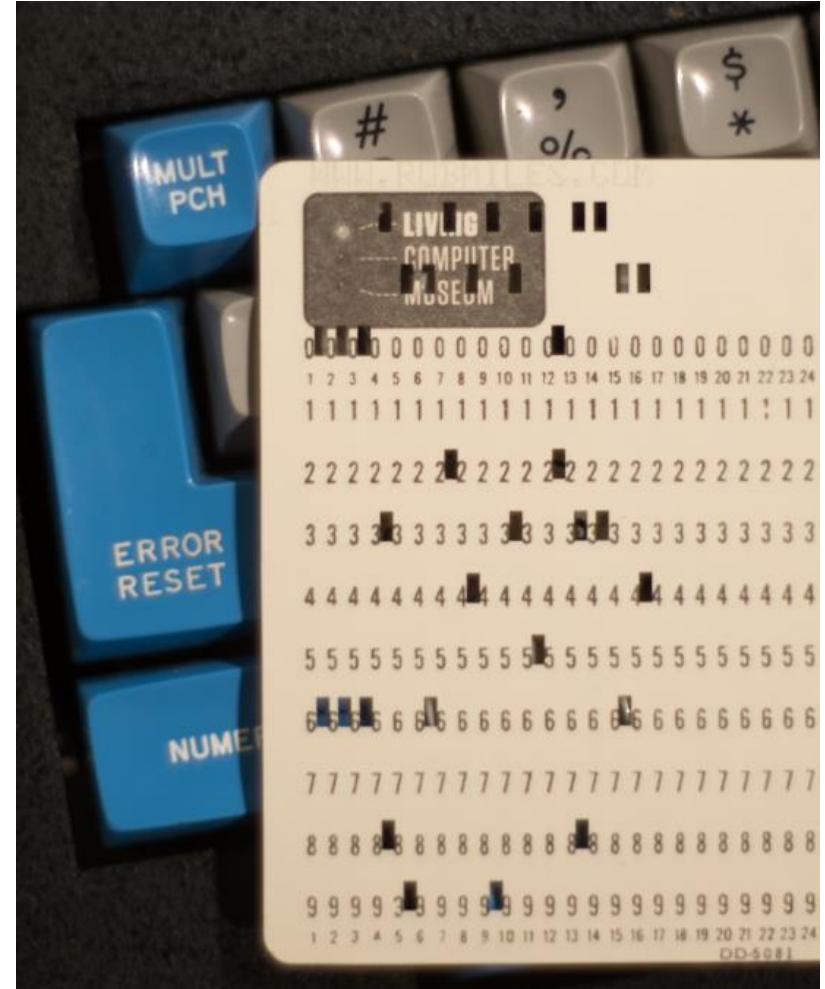 $
, #
*
%
MULT
PCH
WWW.ROBMILES.COM
LIVING
COMPUTER
MUSEUM
0 0 0 0 0 0 0 0 0 0 0 0 0 0 0 0 0 0 0 0 0 0 0 0
1 2 3 4 5 6 7 8 9 10 11 12 13 14 15 16 17 18 19 20 21 22 23 24
1 1 1 1 1 1 1 1 1 1 1 1 1 1 1 1 1 1 1 1 1 1 1 1
2 2 2 2 2 2 2 2 2 2 2 2 2 2 2 2 2 2 2 2 2 2 2 2
3 3 3 3 3 3 3 3 3 3 3 3 3 3 3 3 3 3 3 3 3 3 3 3
ERROR
RESET
4 4 4 4 4 4 4 4 4 4 4 4 4 4 4 4 4 4 4 4 4 4 4 4
5 5 5 5 5 5 5 5 5 5 5 5 5 5 5 5 5 5 5 5 5 5 5 5
6 6 6 6 6 6 6 6 6 6 6 6 6 6 6 6 6 6 6 6 6 6 6 6
NUMER
7 7 7 7 7 7 7 7 7 7 7 7 7 7 7 7 7 7 7 7 7 7 7 7
8 8 8 8 8 8 8 8 8 8 8 8 8 8 8 8 8 8 8 8 8 8 8 8
9 9 9 9 9 9 9 9 9 9 9 9 9 9 9 9 9 9 9 9 9 9 9 9
1 2 3 4 5 6 7 8 9 10 11 12 13 14 15 16 17 18 19 20 21 22 23 24
DD-5081